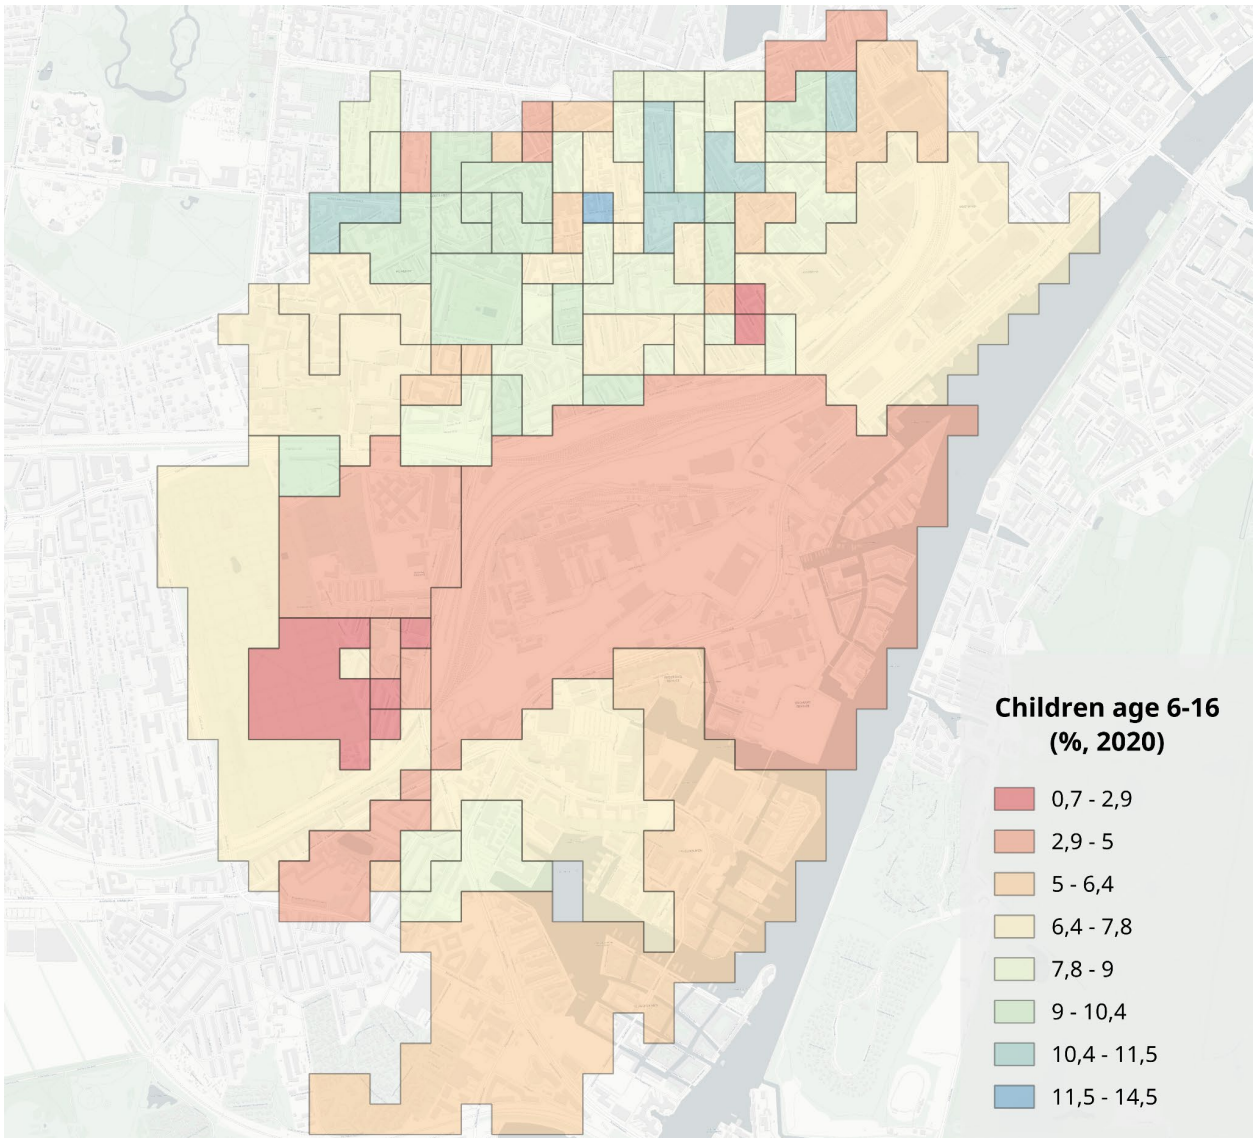 Children age 6-16
(%, 2020)
0,7 - 2,9
2,9 - 5
5 - 6,4
6,4 - 7,8
7,8 - 9
9 - 10,4
10,4 - 11,5
11,5 - 14,5